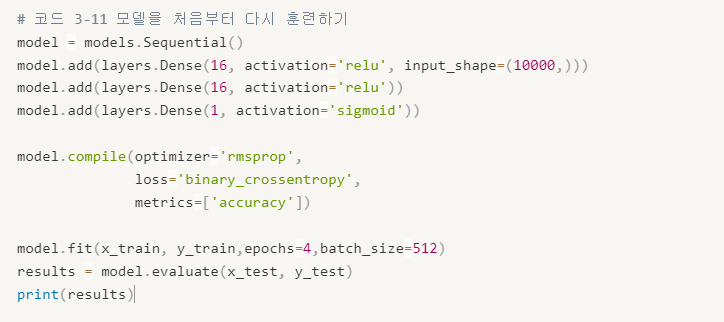 # 코드 3-11 모델을 처음부터 다시 훈련하기
model = models.Sequential()
model.add(layers.Dense(16, activation='relu', input_shape=(10000,)))
model.add(layers.Dense(16, activation='relu'))
model.add(layers.Dense(1, activation='sigmoid'))
model.compile(optimizer='rmsprop',
loss='binary_crossentropy',
metrics=['accuracy'])
model.fit(x_train, y_train,epochs=4,batch_size=512)
results = model.evaluate(x_test, y_test)
print(results)